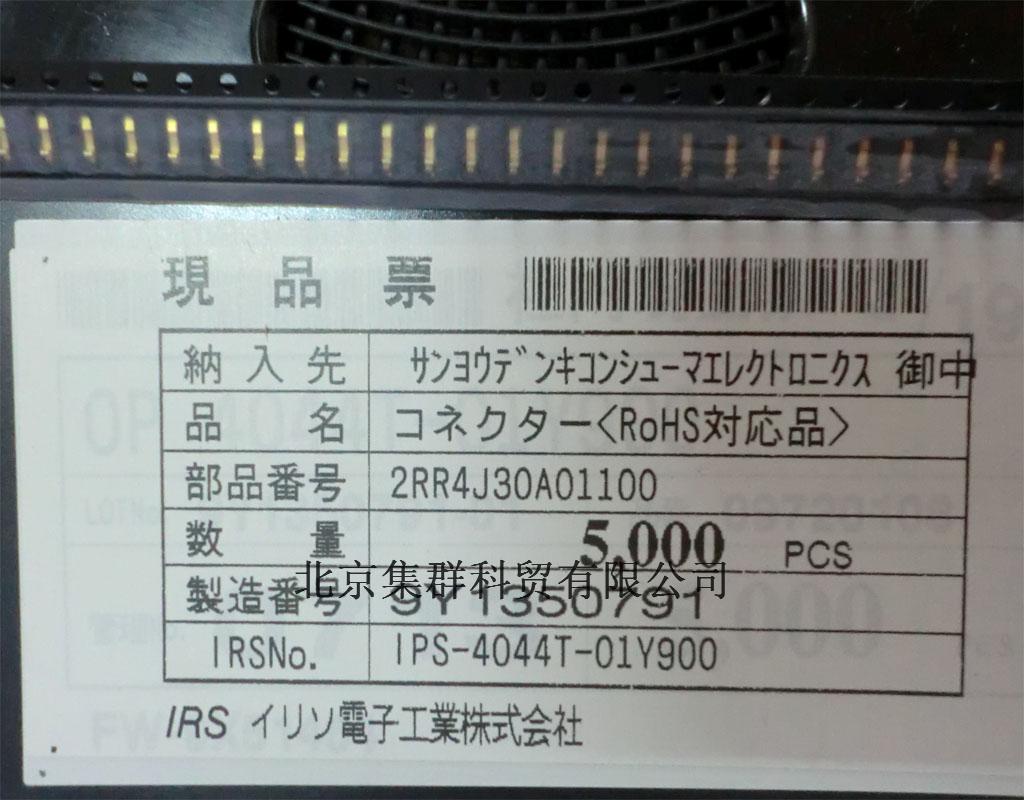 現品票
納入先 サンヨウデンキコンシューマエレクトロニクス 御中
品名 コネクター<RoHS対応品>
部品番号 2RR4J30A01100
数量 5,000 PCS
北京集群科贸有限公司
製造番号 9Y1350791
IRSNo. IPS-4044T-01Y900
IRS イリソ電子工業株式会社